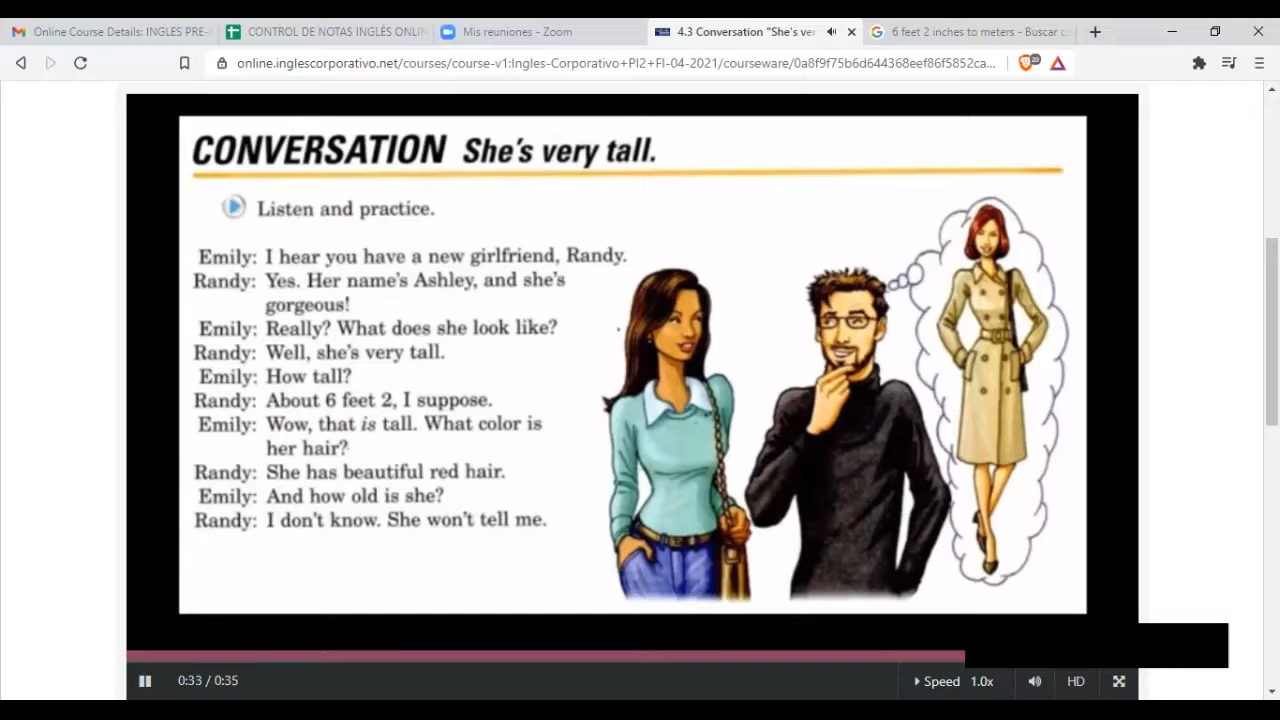 Online Course Details: INGLES PRE-
CONTROL DE NOTAS INGLÉS ONLIN
Mis reuniones - Zoom
4.3 Conversation "She's ver
6 feet 2 inches to meters - Buscar c
online.inglescorporativo.net/courses/course-v1:Ingles-Corporativo+PI2+FI-04-2021/courseware/0a8f9f75b6d644368eef86f5852ca...
20
CONVERSATION She's very tall.
Listen and practice.
Emily: I hear you have a new girlfriend, Randy.
Randy: Yes. Her name's Ashley, and she's
gorgeous!
Emily: Really? What does she look like?
Randy: Well, she's very tall.
Emily: How tall?
Randy: About 6 feet 2, I suppose.
Emily: Wow, that is tall. What color is
her hair?
Randy: She has beautiful red hair.
Emily: And how old is she?
Randy: I don't know. She won't tell me.
0:33 / 0:35
Speed 1.0x
HD